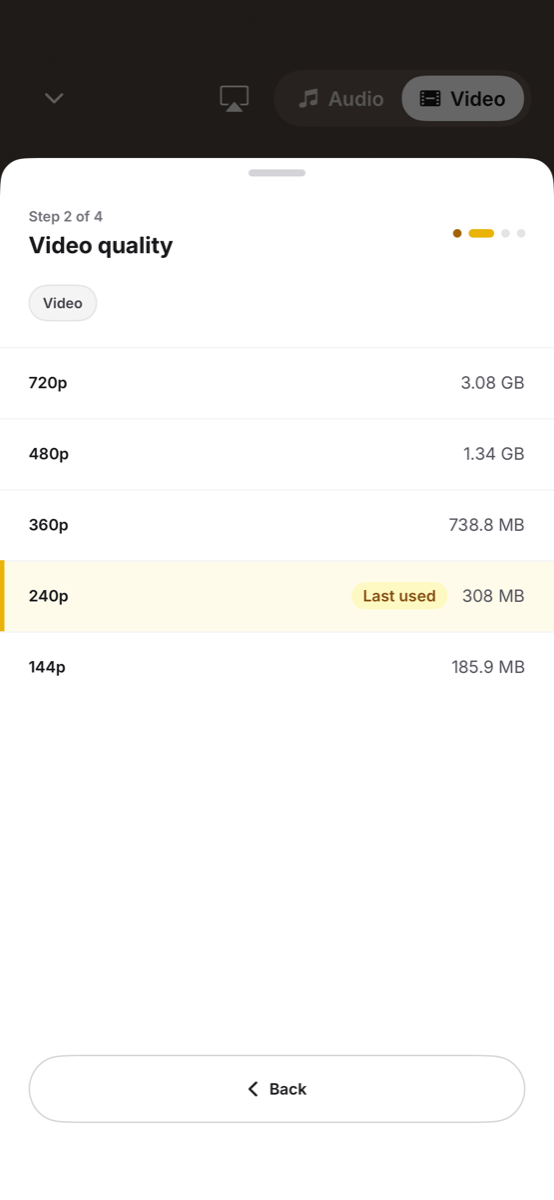 Audio Video
Step 2 of 4
Video quality
Video
720p 3.08 GB
480p 1.34 GB
360p 738.8 MB
240p Last used 308 MB
144p 185.9 MB
Back